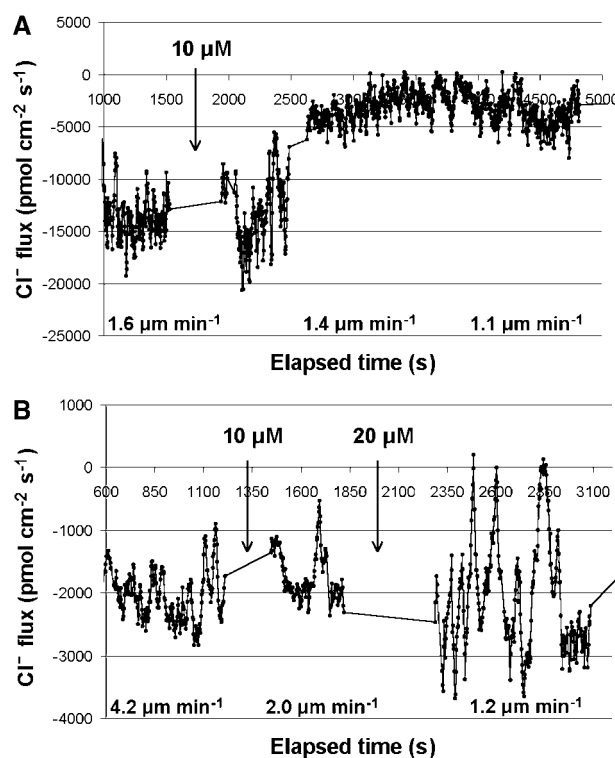 A
5000
10 µM
0
1000 1500 2000 2500 3000 3500 4000 4500 5000
-5000
-10000
-15000
-20000
-25000
Cl⁻ flux (pmol cm⁻² s⁻¹)
1.6 µm min⁻¹ 1.4 µm min⁻¹ 1.1 µm min⁻¹
Elapsed time (s)
B
1000
10 µM 20 µM
0
600 850 1100 1350 1600 1850 2100 2350 2600 2850 3100
-1000
-2000
-3000
-4000
Cl⁻ flux (pmol cm⁻² s⁻¹)
4.2 µm min⁻¹ 2.0 µm min⁻¹ 1.2 µm min⁻¹
Elapsed time (s)